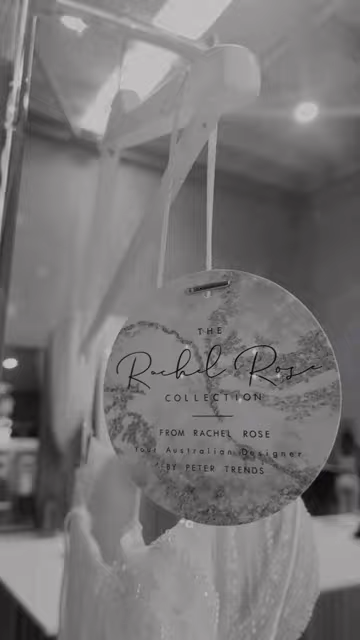 THE
Rachel Rose
COLLECTION
FROM RACHEL ROSE
Your Australian Designer
BY PETER TRENDS